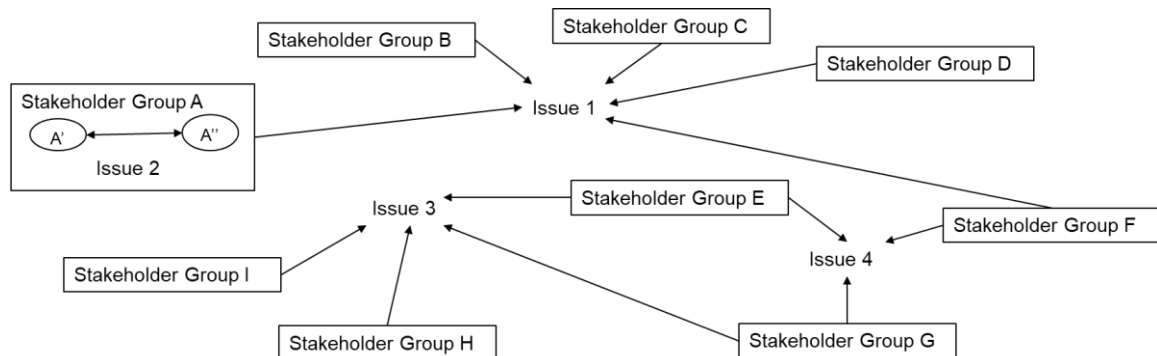 Stakeholder Group B
Stakeholder Group C
Stakeholder Group D
Stakeholder Group A
A'
A''
Issue 2
Issue 1
Stakeholder Group E
Issue 3
Stakeholder Group F
Issue 4
Stakeholder Group I
Stakeholder Group H
Stakeholder Group G